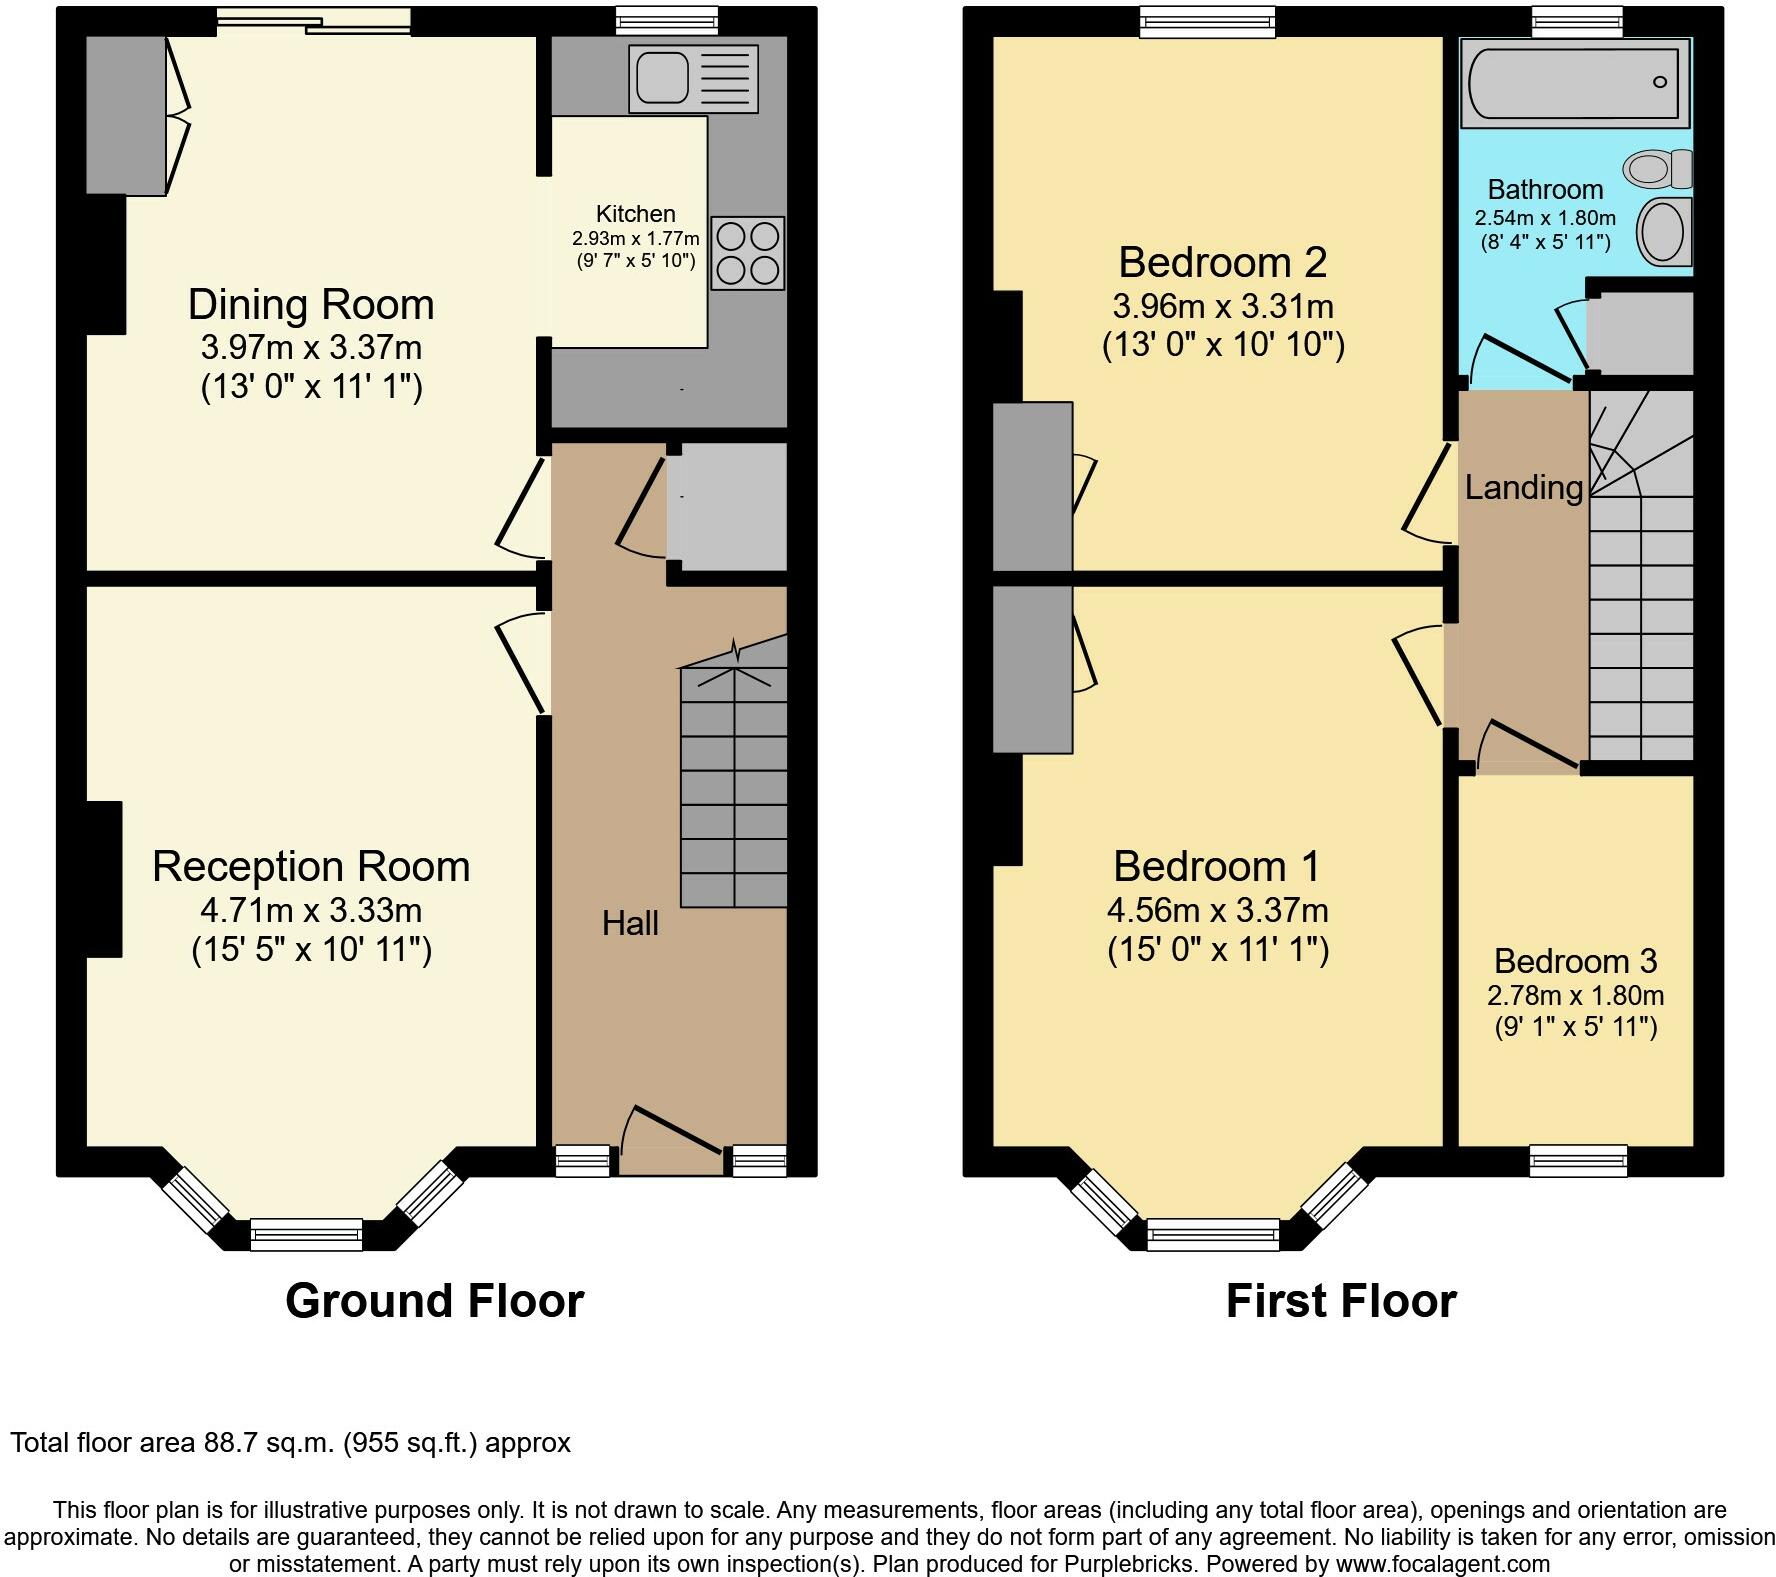 Kitchen
2.93m x 1.77m
(9' 7" x 5' 10")
Dining Room
3.97m x 3.37m
(13' 0" x 11' 1")
Reception Room
4.71m x 3.33m
(15' 5" x 10' 11")
Hall
Ground Floor
Bathroom
2.54m x 1.80m
(8' 4" x 5' 11")
Bedroom 2
3.96m x 3.31m
(13' 0" x 10' 10")
Landing
Bedroom 1
4.56m x 3.37m
(15' 0" x 11' 1")
Bedroom 3
2.78m x 1.80m
(9' 1" x 5' 11")
First Floor
Total floor area 88.7 sq.m. (955 sq.ft.) approx
This floor plan is for illustrative purposes only. It is not drawn to scale. Any measurements, floor areas (including any total floor area), openings and orientation are
approximate. No details are guaranteed, they cannot be relied upon for any purpose and they do not form part of any agreement. No liability is taken for any error, omission
or misstatement. A party must rely upon its own inspection(s). Plan produced for Purplebricks. Powered by www.focalagent.com